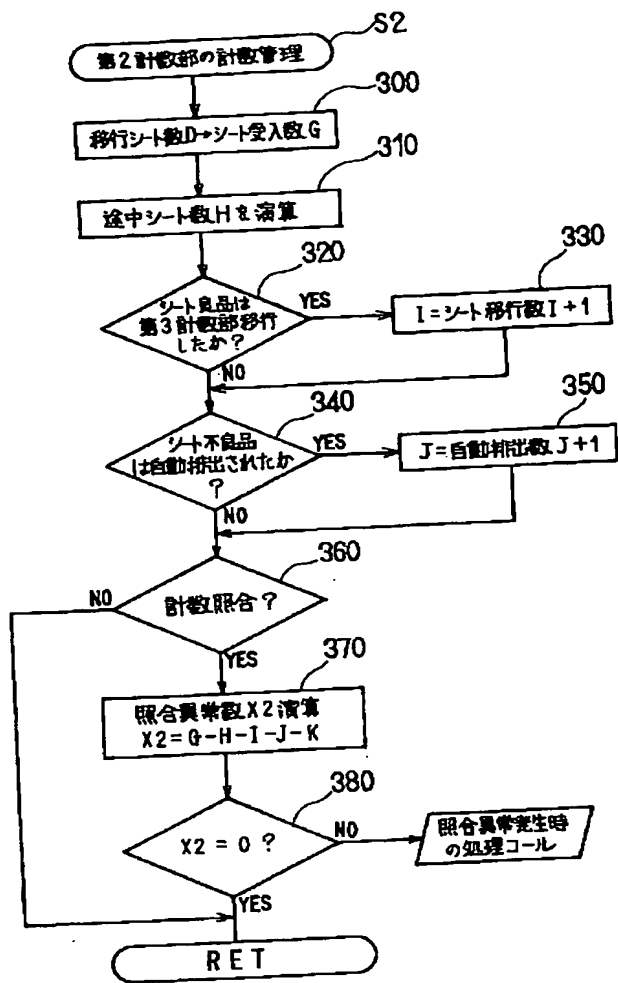 S2
第2計数部の計数管理
300
移行シート数D→シート受入数G
310
途中シート数Hを演算
320
シート良品は
第3計数部移行
したか?
YES
330
I=シート移行数I+1
NO
340
シート不良品
は自動排出されたか
?
YES
350
J=自動排出数J+1
NO
360
計数照合?
NO
YES
370
照合異常数X2演算
X2=G-H-I-J-K
380
X2=0?
NO
照合異常発生時
の処理コール
YES
RET